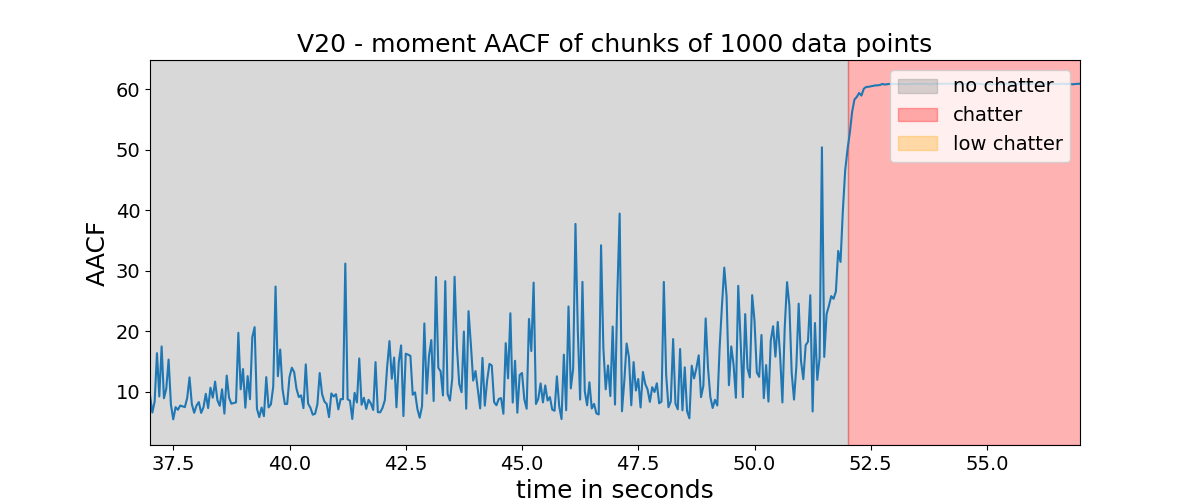 V20 - moment AACF of chunks of 1000 data points
AACF
60
50
40
30
20
10
no chatter
chatter
low chatter
37.5 40.0 42.5 45.0 47.5 50.0 52.5 55.0
time in seconds